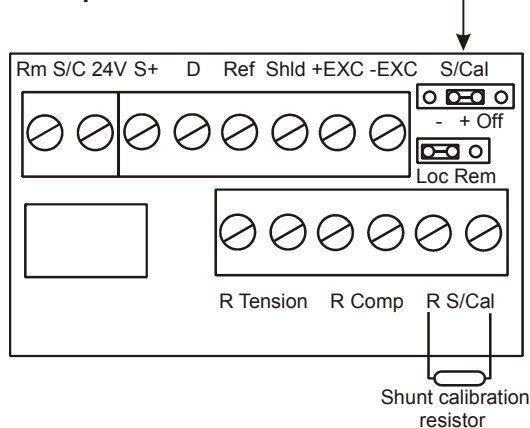 Rm S/C 24V S+ D Ref Shld +EXC -EXC S/Cal
- + Off
Loc Rem
R Tension R Comp R S/Cal
Shunt calibration
resistor